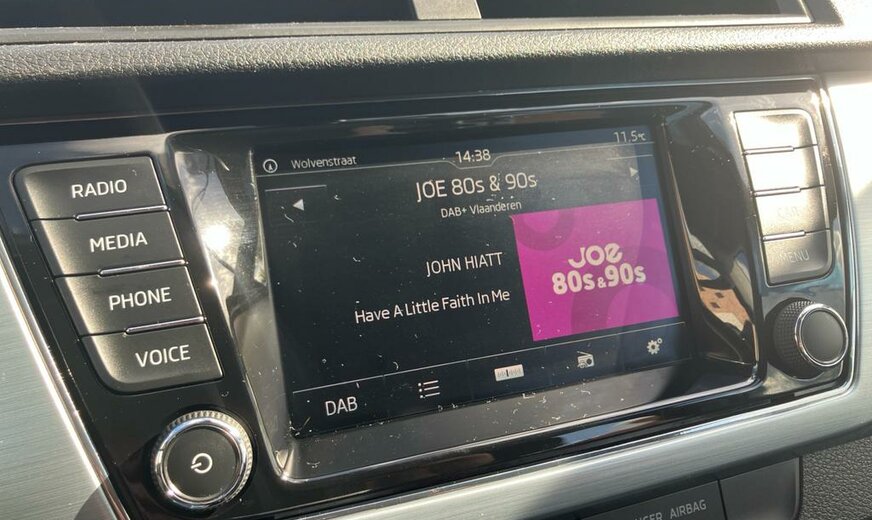 Wolvenstraat
14:38
11.5°C
JOE 80s & 90s
DAB+ Vlaanderen
JOHN HIATT
Have A Little Faith In Me
Joe
80s&90s
DAB
RADIO
MEDIA
PHONE
VOICE
MENU
AIRBAG